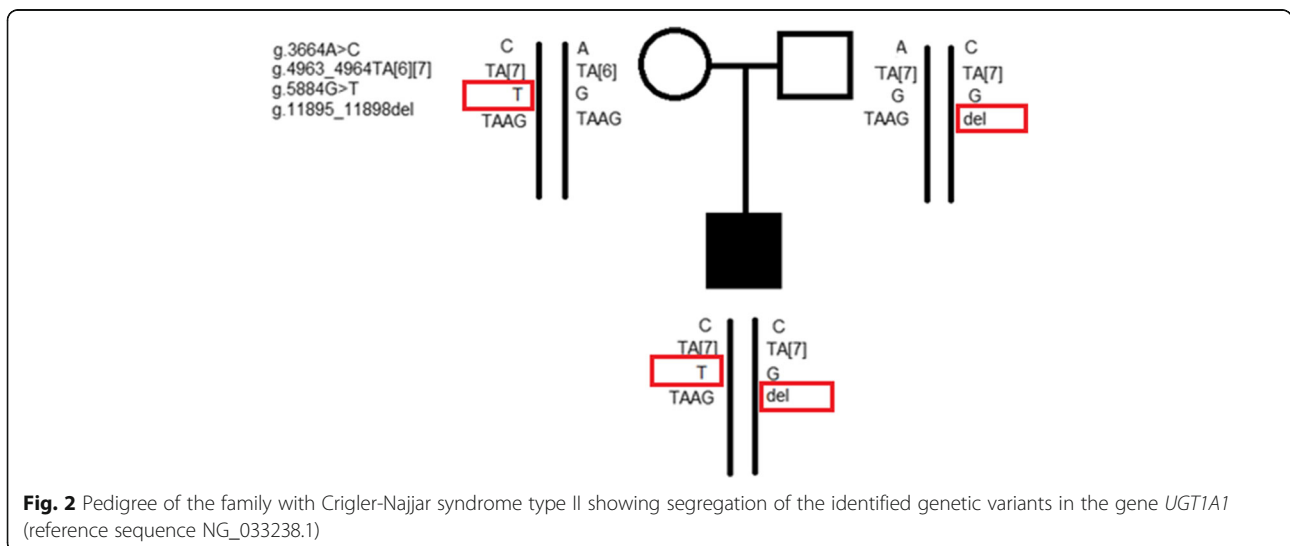 g.3664A>C
g.4963_4964TA[6][7]
g.5884G>T
g.11895_11898del
C A
TA[7] TA[6]
T G
TAAG TAAG
A C
TA[7] TA[7]
G G
TAAG del
C C
TA[7] TA[7]
T G
TAAG del
Fig. 2 Pedigree of the family with Crigler-Najjar syndrome type II showing segregation of the identified genetic variants in the gene UGT1A1
(reference sequence NG_033238.1)